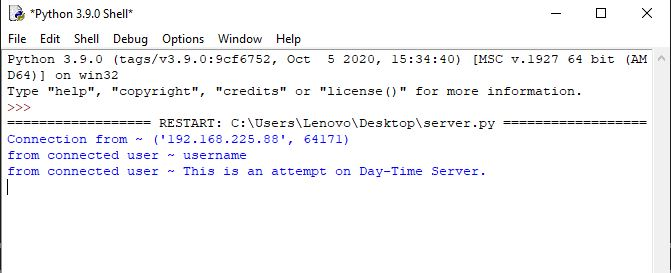 *Python 3.9.0 Shell*
File Edit Shell Debug Options Window Help
Python 3.9.0 (tags/v3.9.0:9cf6752, Oct  5 2020, 15:34:40) [MSC v.1927 64 bit (AM
D64)] on win32
Type "help", "copyright", "credits" or "license()" for more information.
>>>
================== RESTART: C:\Users\Lenovo\Desktop\server.py ==================
Connection from ~ ('192.168.225.88', 64171)
from connected user ~ username
from connected user ~ This is an attempt on Day-Time Server.